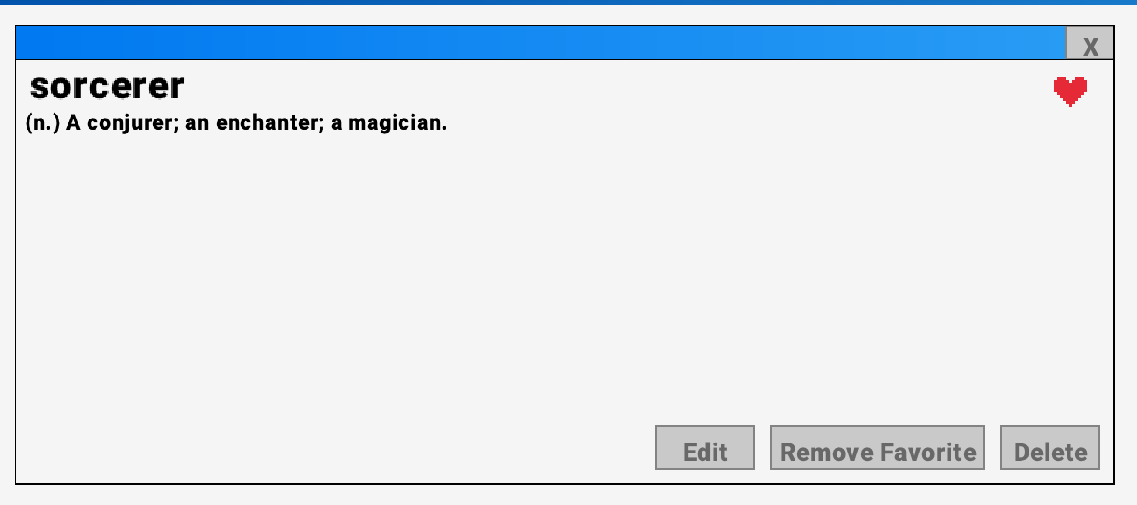 X
sorcerer
(n.) A conjurer; an enchanter; a magician.
Edit
Remove Favorite
Delete